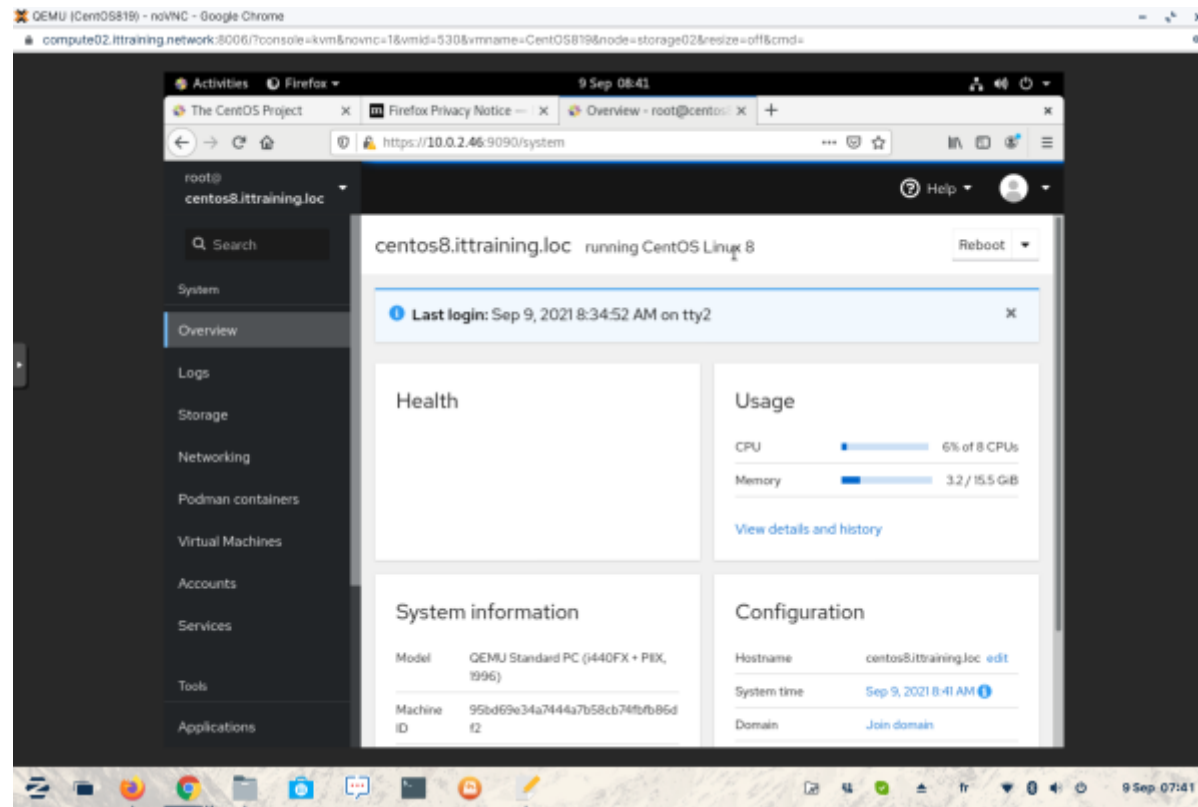 QEMU (CentOS819) - noVNC - Google Chrome
compute02.ittraining.network:8006/?console=kvm&novnc=1&vmid=530&vmname=CentOS819&node=storage02&resize=off&cmd=
Activities Firefox 9 Sep 08:41
The CentOS Project Firefox Privacy Notice — Overview - root@centos
https://10.0.2.46:9090/system
root@
centos8.ittraining.loc
Help
Search
centos8.ittraining.loc running CentOS Linux 8
Reboot
System
Last login: Sep 9, 2021 8:34:52 AM on tty2
Overview
Logs
Storage
Networking
Podman containers
Virtual Machines
Accounts
Services
Tools
Applications
Health
Usage
CPU 6% of 8 CPUs
Memory 3.2 / 15.5 GiB
View details and history
System information
Model QEMU Standard PC (i440FX + PIIX,
1996)
Machine 95bd69e34a7444a7b58cb74fbfb86d
ID f2
Configuration
Hostname centos8.ittraining.loc edit
System time Sep 9, 2021 8:41 AM
Domain Join domain
fr 9 Sep 07:41